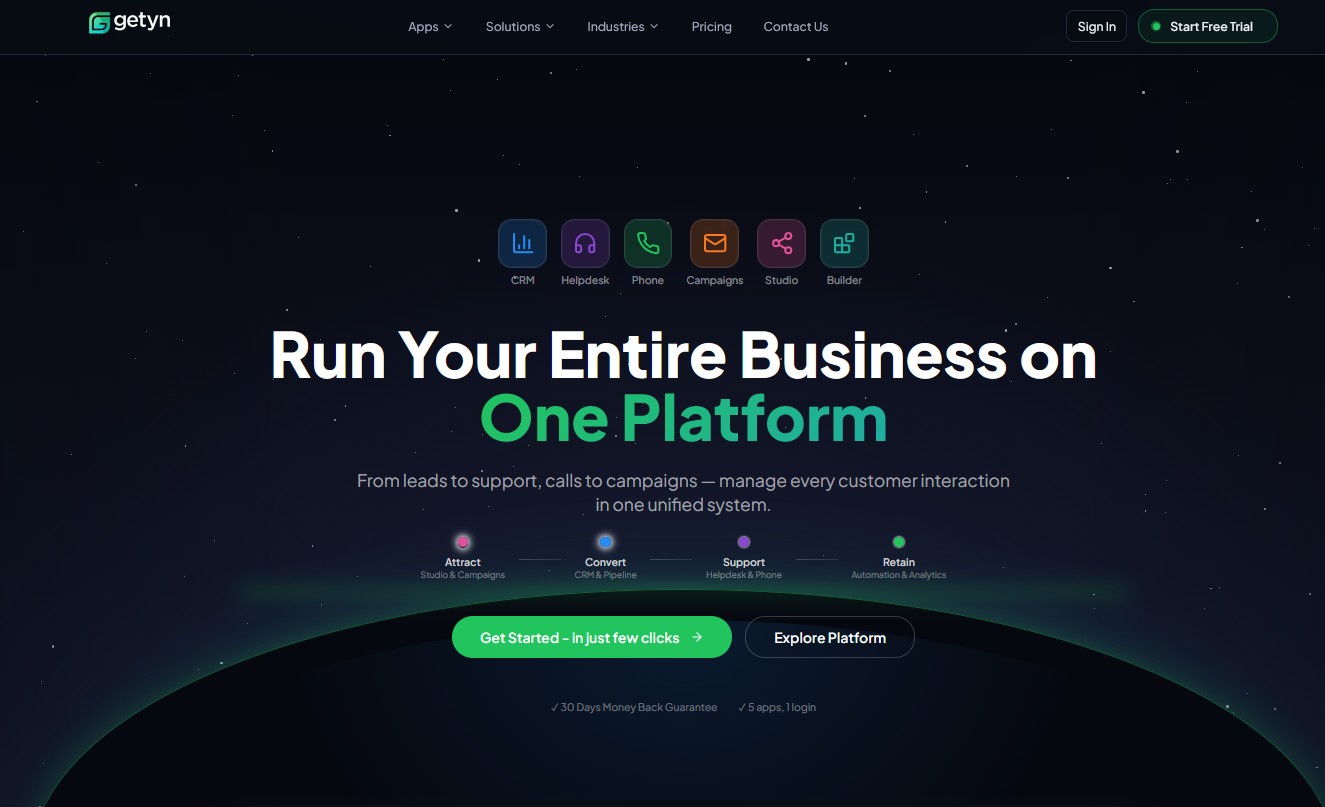 getyn
Apps
Solutions
Industries
Pricing
Contact Us
Sign In
Start Free Trial
CRM
Helpdesk
Phone
Campaigns
Studio
Builder
Run Your Entire Business on
One Platform
From leads to support, calls to campaigns — manage every customer interaction
in one unified system.
Attract
Studio & Campaigns
Convert
CRM & Pipeline
Support
Helpdesk & Phone
Retain
Automation & Analytics
Get Started - in just few clicks →
Explore Platform
✓ 30 Days Money Back Guarantee
✓ 5 apps, 1 login